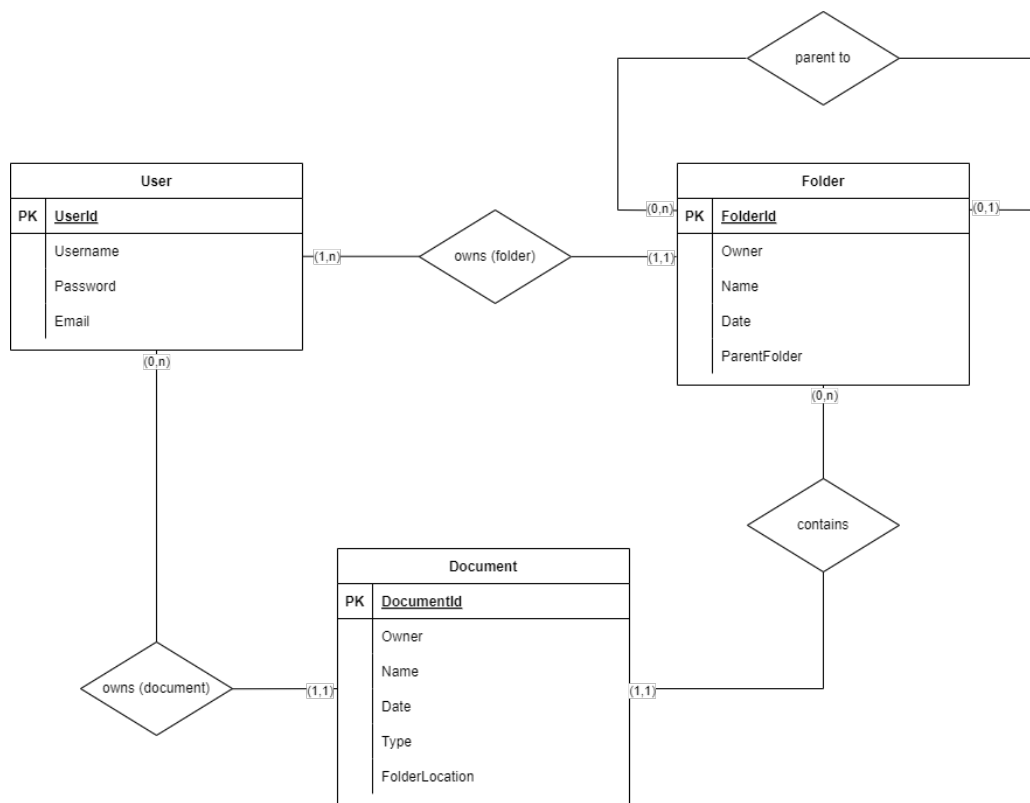 parent to
User
PK UserId
Username
Password
Email
(1,n)
owns (folder)
(1,1)
(0,n)
Folder
(0,1)
PK FolderId
Owner
Name
Date
ParentFolder
(0,n)
(0,n)
contains
Document
PK DocumentId
Owner
Name
Date
Type
FolderLocation
owns (document)
(1,1)
(1,1)